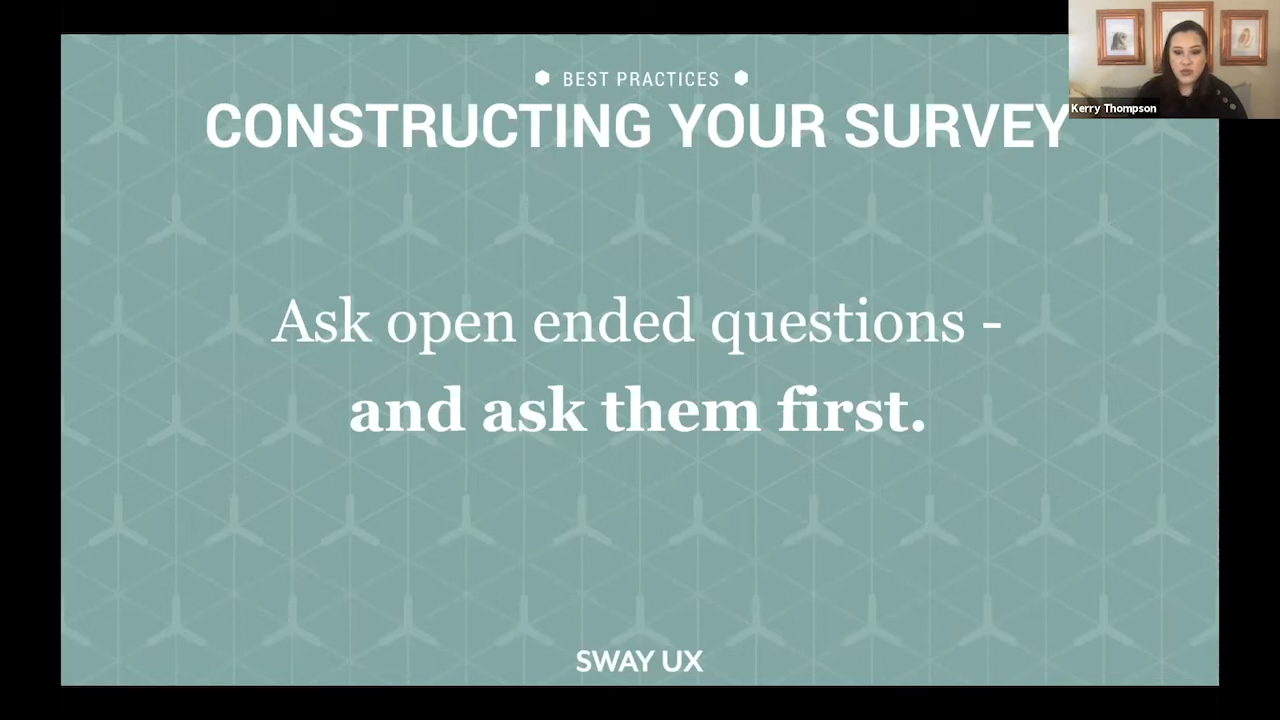 BEST PRACTICES
CONSTRUCTING YOUR SURVEY
Kerry Thompson
Ask open ended questions -
and ask them first.
SWAY UX